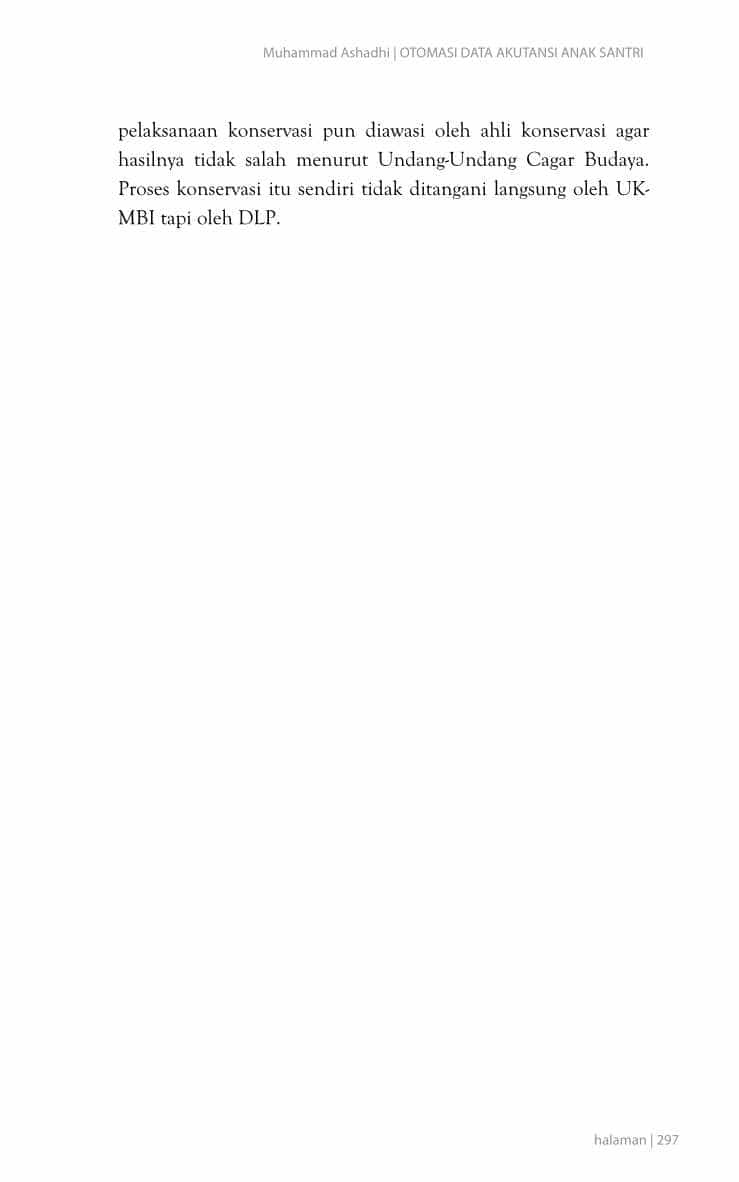 Muhammad Ashadhi | OTOMASI DATA AKUTANSI ANAK SANTRI
pelaksanaan konservasi pun diawasi oleh ahli konservasi agar
hasilnya tidak salah menurut Undang-Undang Cagar Budaya.
Proses konservasi itu sendiri tidak ditangani langsung oleh UK-
MBI tapi oleh DLP.
halaman | 297